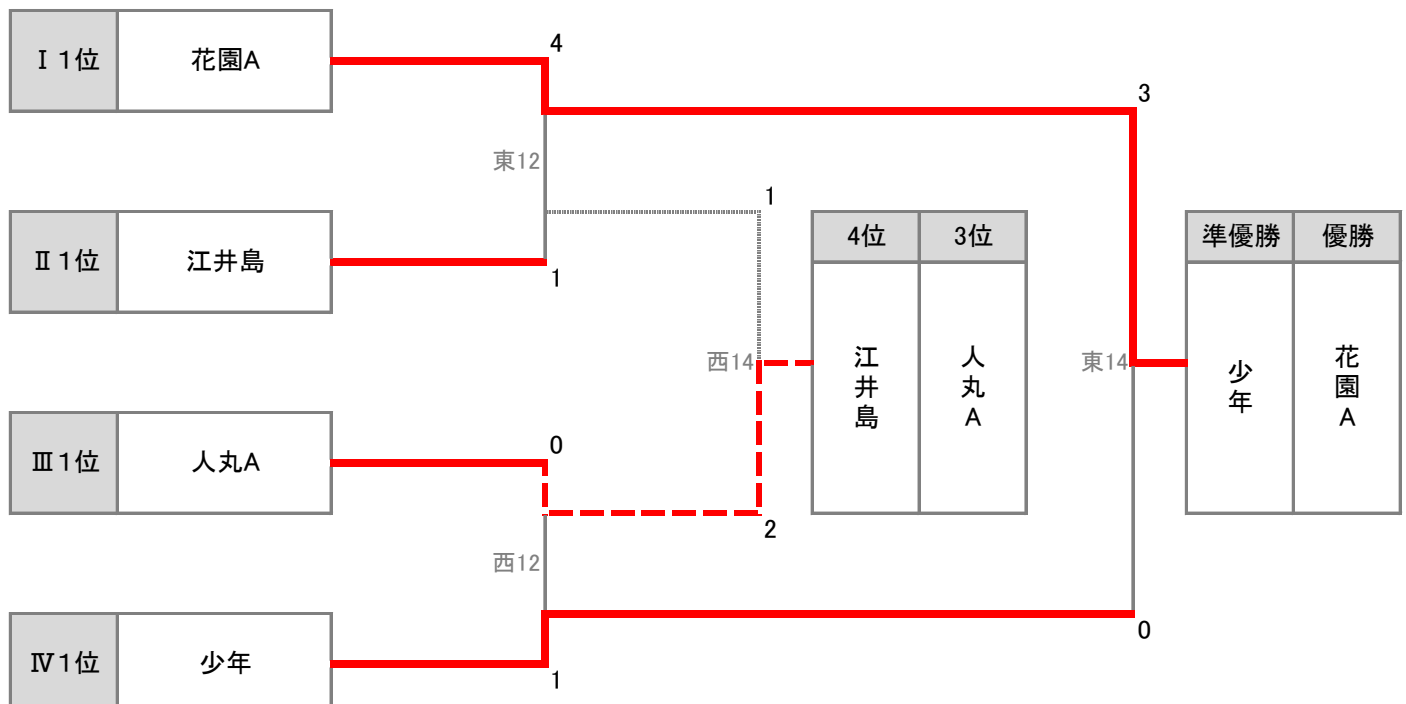 Ⅰ1位 花園A
4
3
東12
1
Ⅱ1位 江井島
1
4位 3位
準優勝 優勝
西14
江井島
人丸A
東14
少年
花園A
Ⅲ1位 人丸A
0
2
西12
0
Ⅳ1位 少年
1